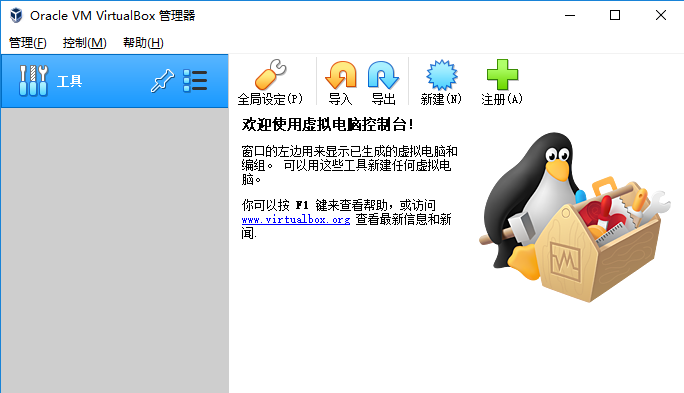 Oracle VM VirtualBox 管理器
管理(F) 控制(M) 帮助(H)
工具
全局设定(P) 导入 导出 新建(N) 注册(A)
欢迎使用虚拟电脑控制台!
窗口的左边用来显示已生成的虚拟电脑和
编组。 可以用这些工具新建任何虚拟电
脑。
你可以按 F1 键来查看帮助，或访问
www.virtualbox.org 查看最新信息和新
闻.